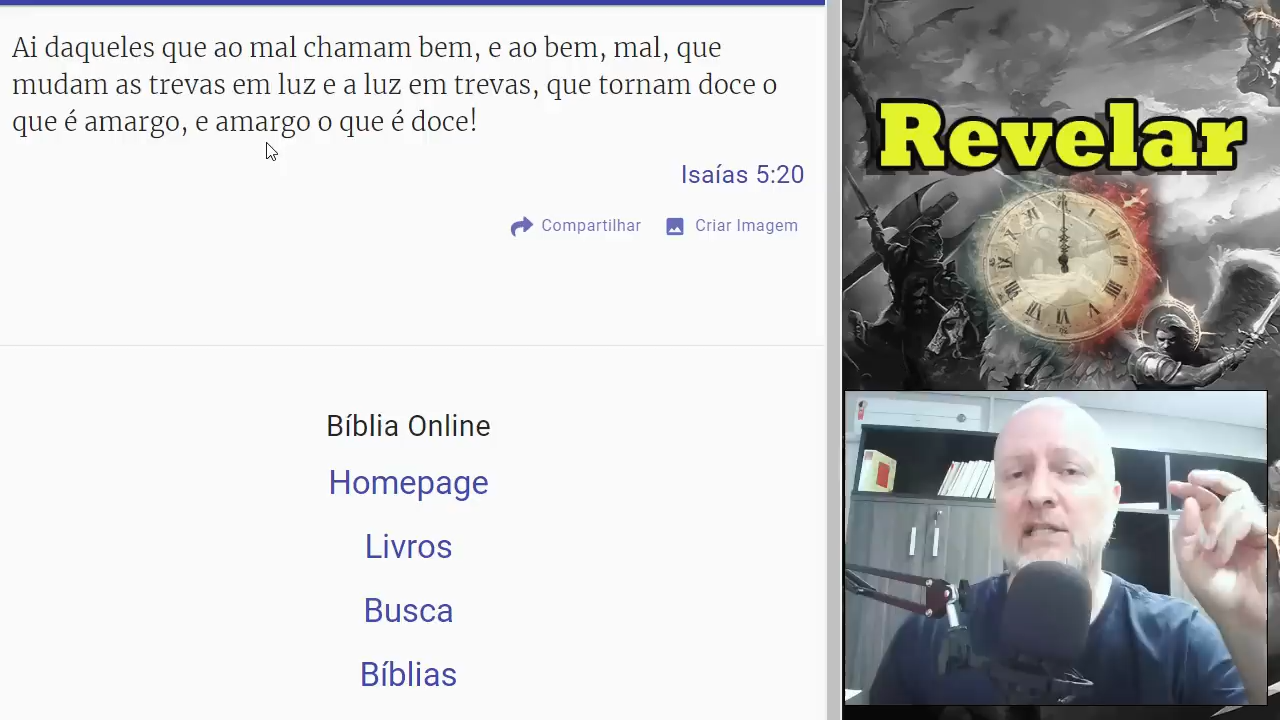 Ai daqueles que ao mal chamam bem, e ao bem, mal, que
mudam as trevas em luz e a luz em trevas, que tornam doce o
que é amargo, e amargo o que é doce!
Isaías 5:20
Compartilhar
Criar Imagem
Bíblia Online
Homepage
Livros
Busca
Bíblias
Revelar